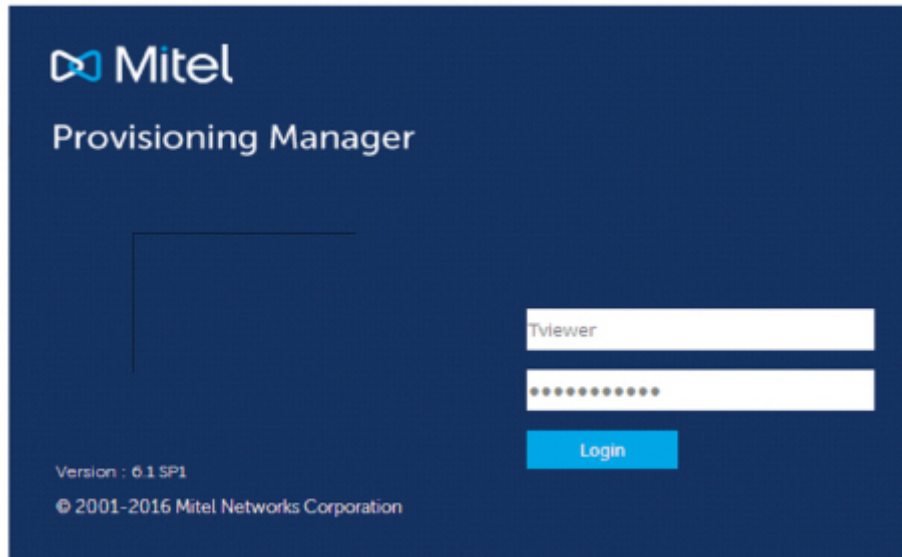 Mitel
Provisioning Manager
Tviewer
●●●●●●●●●●●
Login
Version : 6.1 SP1
© 2001-2016 Mitel Networks Corporation